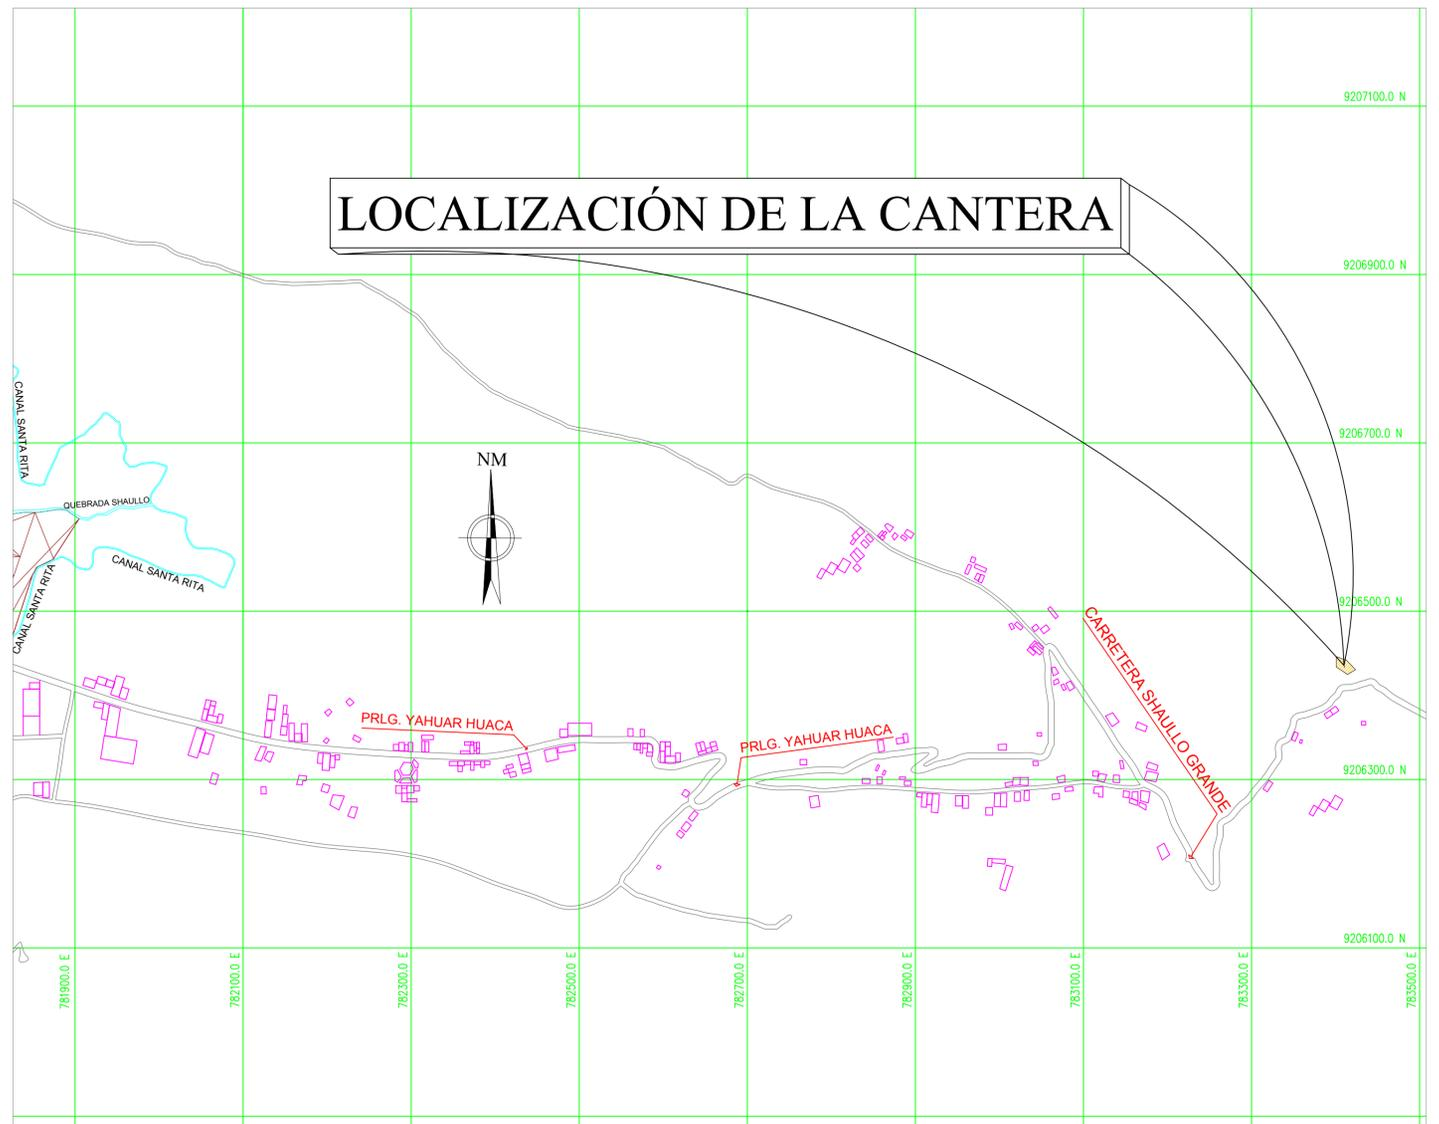 9207100.0 N
LOCALIZACIÓN DE LA CANTERA
9206900.0 N
9206700.0 N
CANAL SANTA RITA
NM
QUEBRADA SHAULLO
CANAL SANTA RITA
CANAL SANTA RITA
9206500.0 N
CARRETERA SHAULLO GRANDE
PRLG. YAHUAR HUACA
PRLG. YAHUAR HUACA
9206300.0 N
9206100.0 N
781900.0 E
782100.0 E
782300.0 E
782500.0 E
782700.0 E
782900.0 E
783100.0 E
783300.0 E
783500.0 E